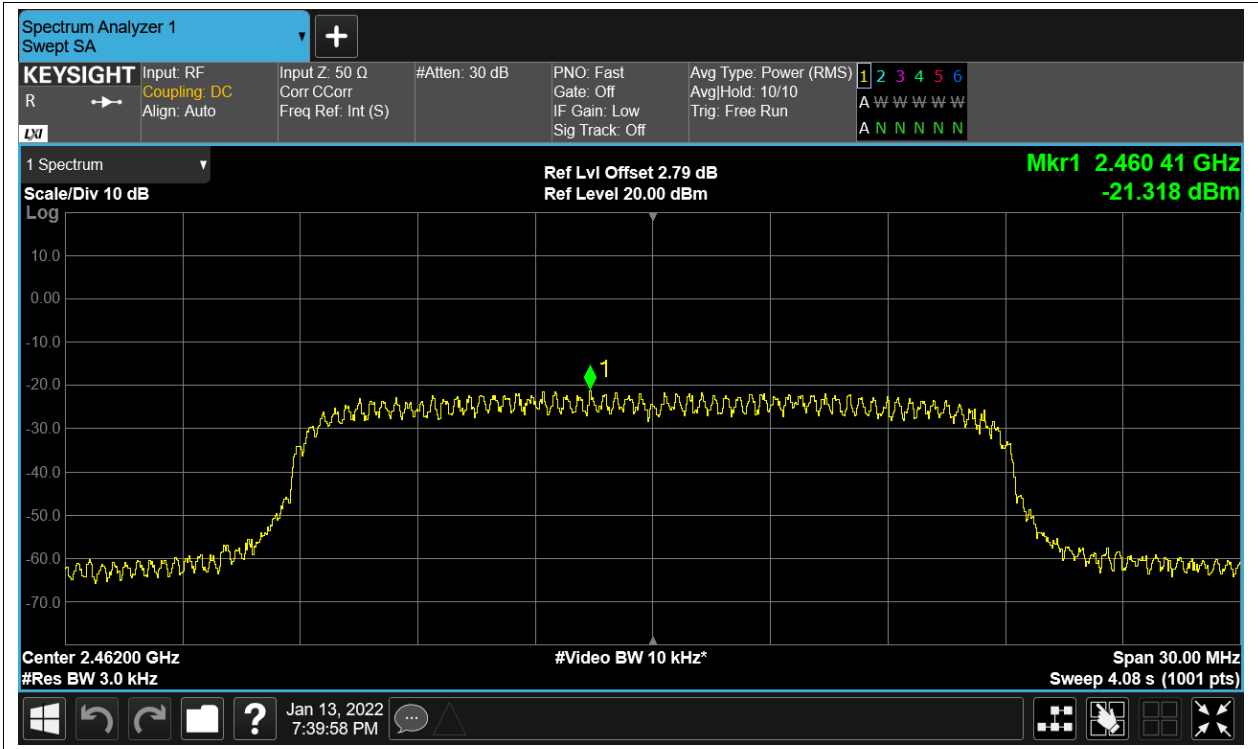 Spectrum Analyzer 1
Swept SA
KEYSIGHT
R
LXI
Input: RF
Coupling: DC
Align: Auto
Input Z: 50 Ω
Corr CCorr
Freq Ref: Int (S)
#Atten: 30 dB
PNO: Fast
Gate: Off
IF Gain: Low
Sig Track: Off
Avg Type: Power (RMS)
Avg|Hold: 10/10
Trig: Free Run
1 2 3 4 5 6
A W W W W W
A N N N N N
1 Spectrum
Scale/Div 10 dB
Log
Ref Lvl Offset 2.79 dB
Ref Level 20.00 dBm
Mkr1 2.460 41 GHz
-21.318 dBm
10.0
0.00
-10.0
1
-20.0
-30.0
-40.0
-50.0
-60.0
-70.0
Center 2.46200 GHz
#Res BW 3.0 kHz
#Video BW 10 kHz*
Span 30.00 MHz
Sweep 4.08 s (1001 pts)
?
Jan 13, 2022
7:39:58 PM